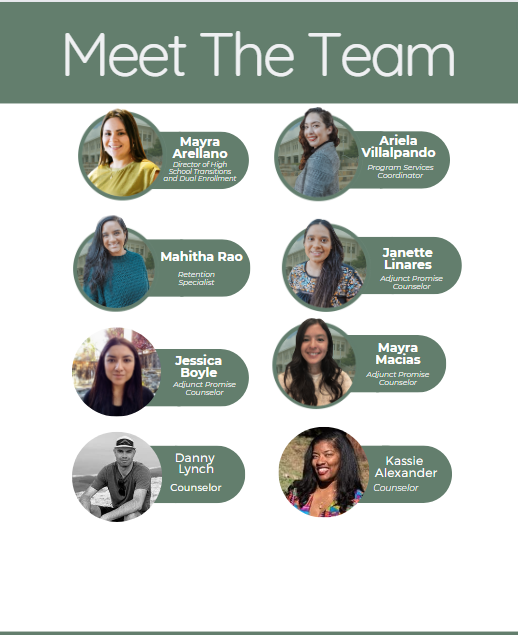 Meet The Team
Mayra
Arellano
Director of High
School Transitions
and Dual Enrollment
Ariela
Villalpando
Program Services
Coordinator
Mahitha Rao
Retention
Specialist
Janette
Linares
Adjunct Promise
Counselor
Jessica
Boyle
Adjunct Promise
Counselor
Mayra
Macias
Adjunct Promise
Counselor
Danny
Lynch
Counselor
Kassie
Alexander
Counselor